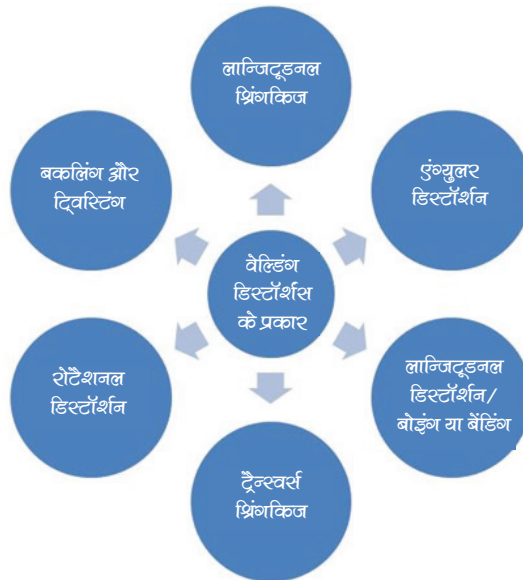 लान्जिटूडनल
श्रिंगकिज
बकलिंग और
ट्विस्टिंग
एंग्युलर
डिस्टॉर्शन
वेल्डिंग
डिस्टॉर्शस
के प्रकार
रोटैशनल
डिस्टॉर्शन
लान्जिटूडनल
डिस्टॉर्शन/
बोइंग या बेंडिंग
ट्रैन्स्वर्स
श्रिंगकिज